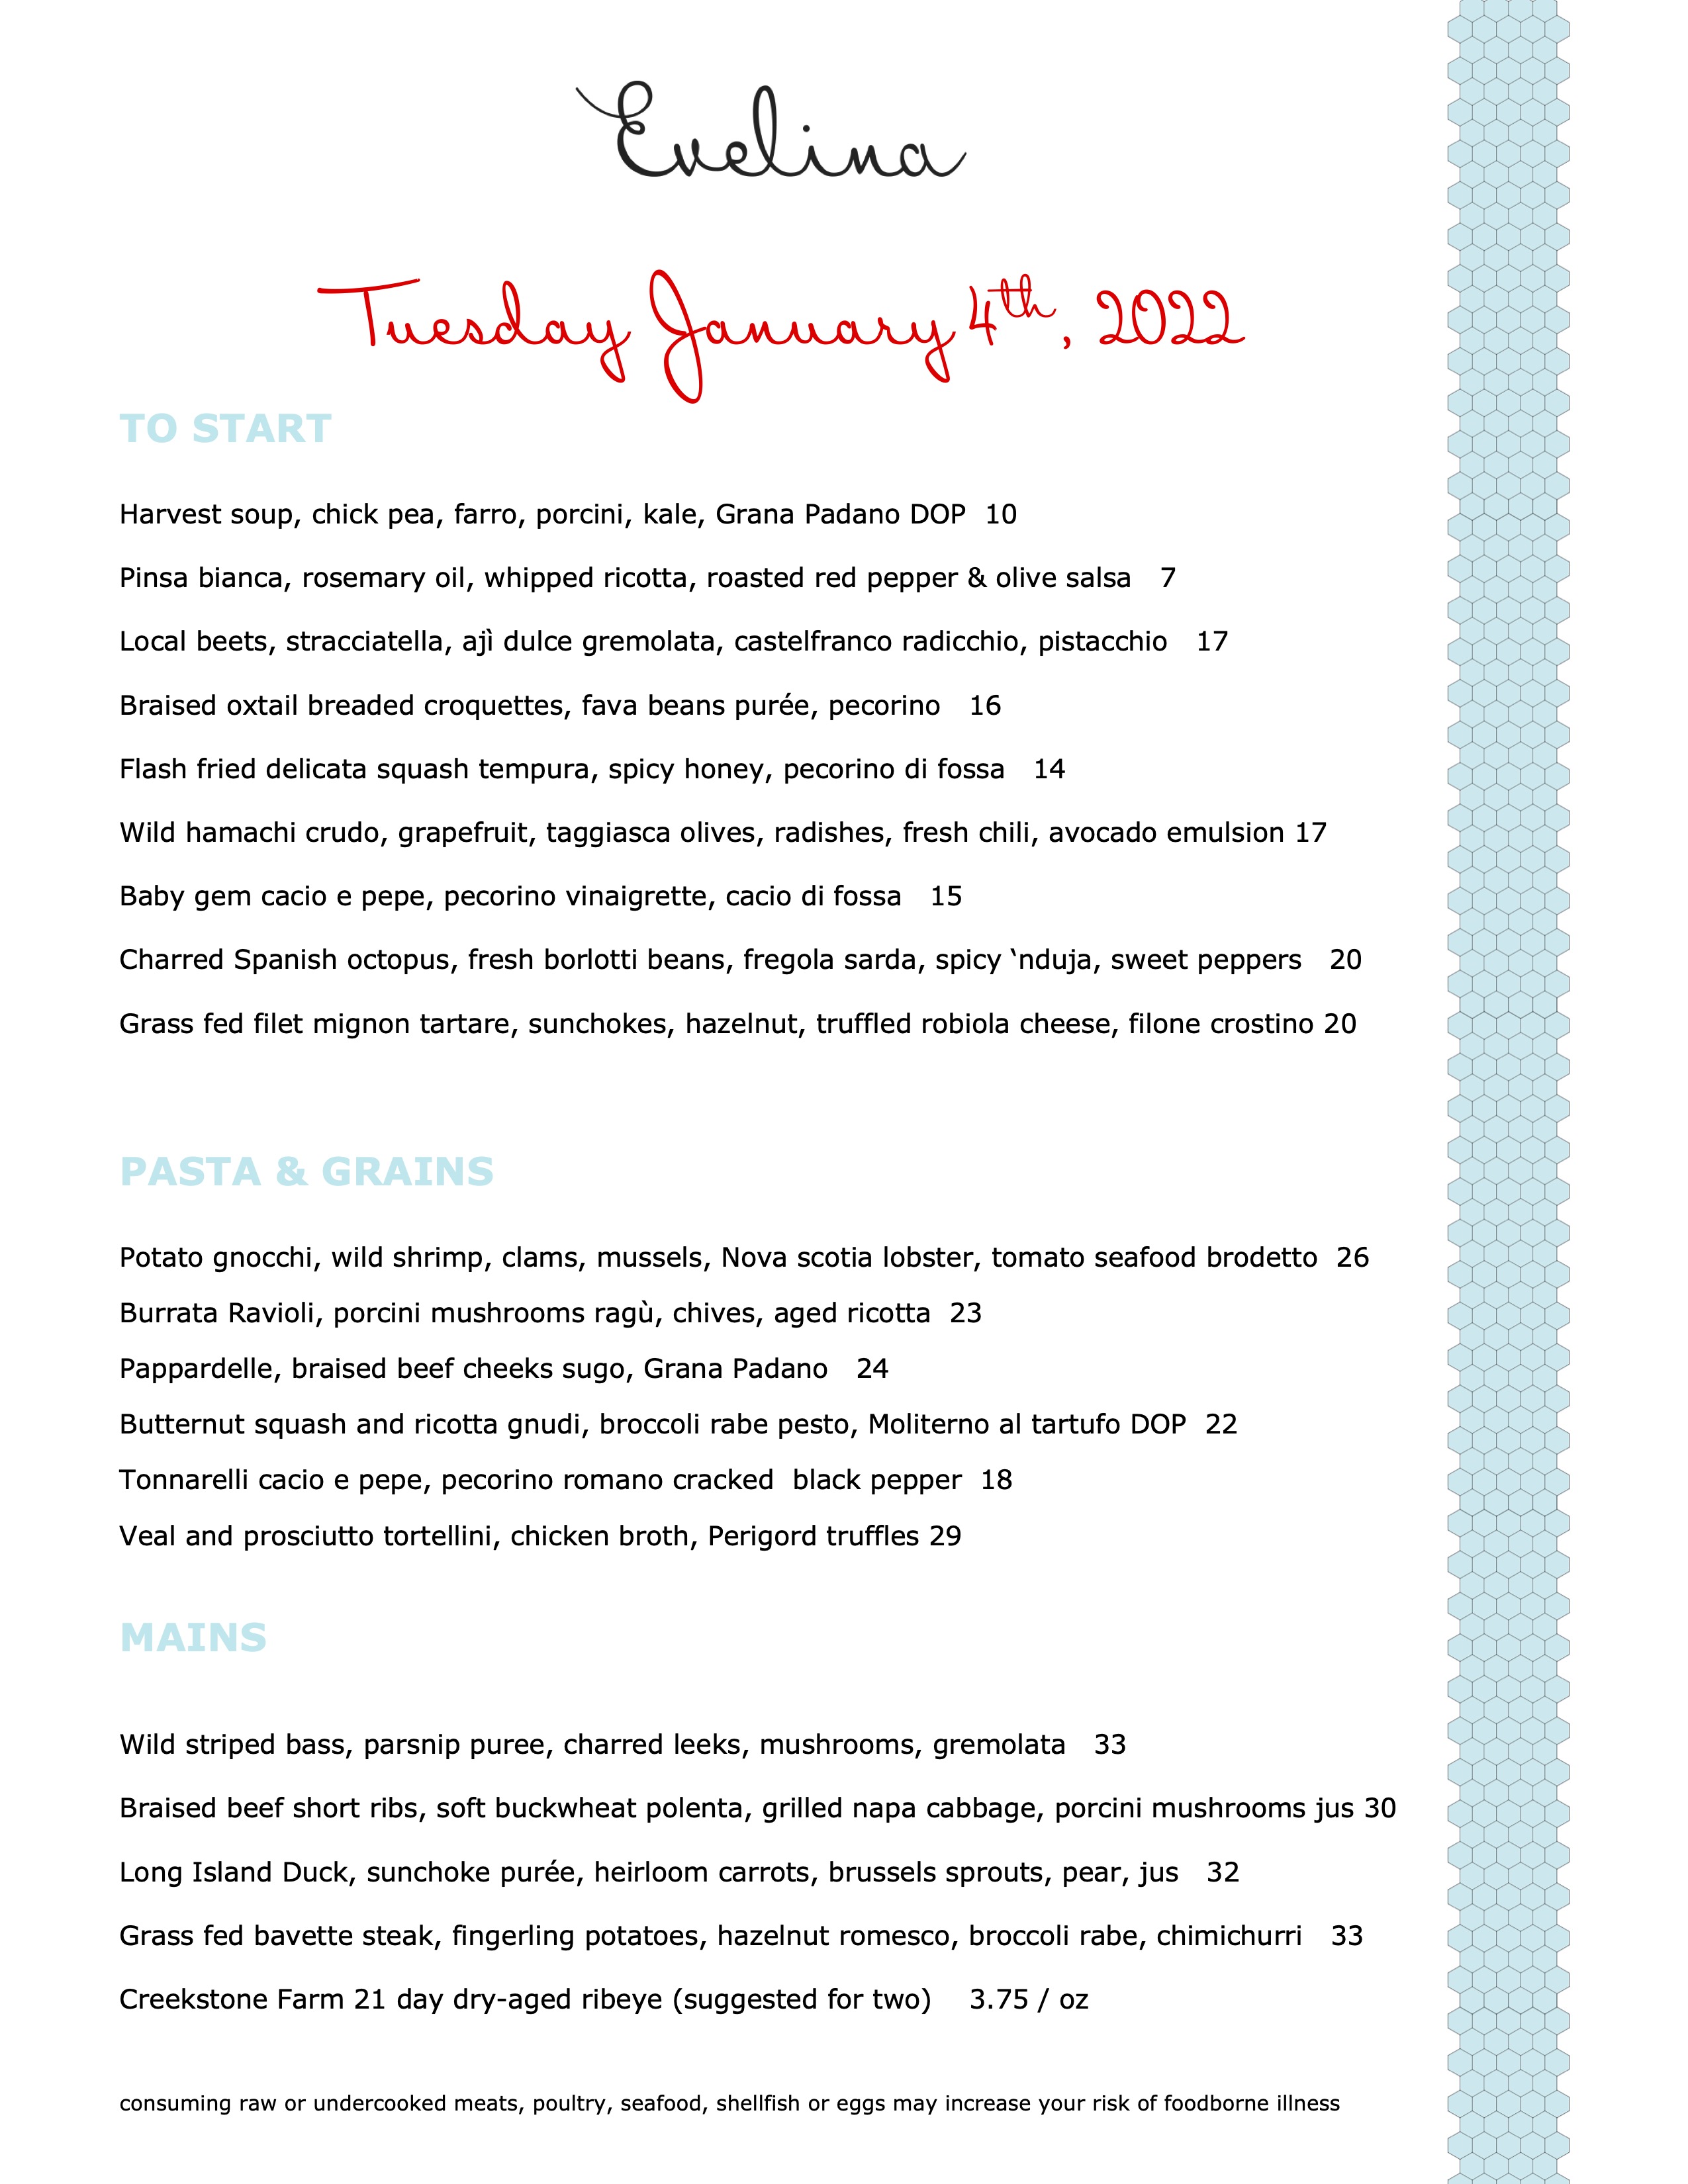 Evelina
Tuesday January 4th, 2022
TO START
Harvest soup, chick pea, farro, porcini, kale, Grana Padano DOP 10
Pinsa bianca, rosemary oil, whipped ricotta, roasted red pepper & olive salsa 7
Local beets, stracciatella, ajì dulce gremolata, castelfranco radicchio, pistacchio 17
Braised oxtail breaded croquettes, fava beans purée, pecorino 16
Flash fried delicata squash tempura, spicy honey, pecorino di fossa 14
Wild hamachi crudo, grapefruit, taggiasca olives, radishes, fresh chili, avocado emulsion 17
Baby gem cacio e pepe, pecorino vinaigrette, cacio di fossa 15
Charred Spanish octopus, fresh borlotti beans, fregola sarda, spicy ‘nduja, sweet peppers 20
Grass fed filet mignon tartare, sunchokes, hazelnut, truffled robiola cheese, filone crostino 20
PASTA & GRAINS
Potato gnocchi, wild shrimp, clams, mussels, Nova scotia lobster, tomato seafood brodetto 26
Burrata Ravioli, porcini mushrooms ragù, chives, aged ricotta 23
Pappardelle, braised beef cheeks sugo, Grana Padano 24
Butternut squash and ricotta gnudi, broccoli rabe pesto, Moliterno al tartufo DOP 22
Tonnarelli cacio e pepe, pecorino romano cracked black pepper 18
Veal and prosciutto tortellini, chicken broth, Perigord truffles 29
MAINS
Wild striped bass, parsnip puree, charred leeks, mushrooms, gremolata 33
Braised beef short ribs, soft buckwheat polenta, grilled napa cabbage, porcini mushrooms jus 30
Long Island Duck, sunchoke purée, heirloom carrots, brussels sprouts, pear, jus 32
Grass fed bavette steak, fingerling potatoes, hazelnut romesco, broccoli rabe, chimichurri 33
Creekstone Farm 21 day dry-aged ribeye (suggested for two) 3.75 / oz
consuming raw or undercooked meats, poultry, seafood, shellfish or eggs may increase your risk of foodborne illness